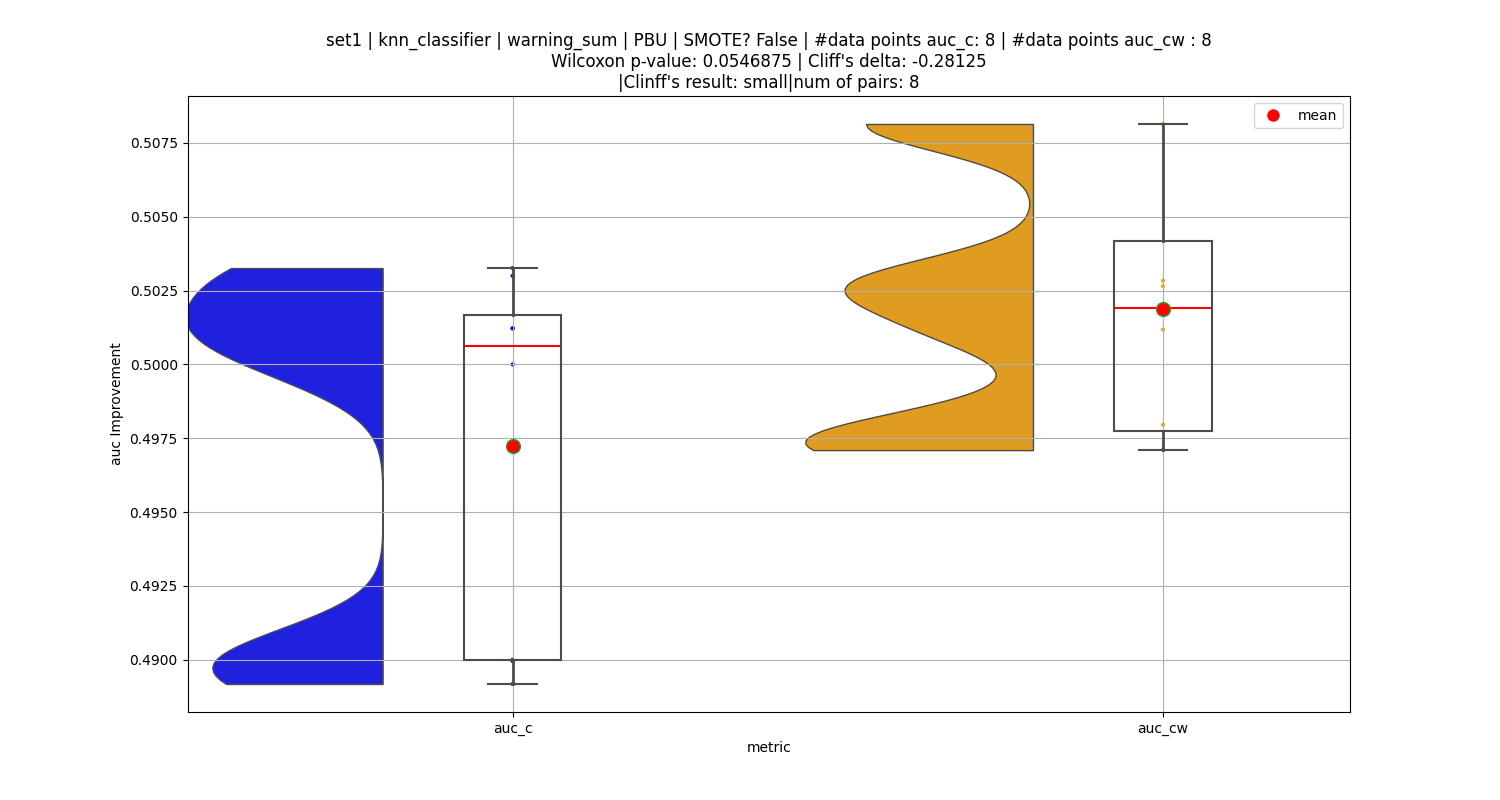 set1 | knn_classifier | warning_sum | PBU | SMOTE? False | #data points auc_c: 8 | #data points auc_cw : 8
Wilcoxon p-value: 0.0546875 | Cliff's delta: -0.28125
|Clinff's result: small|num of pairs: 8
mean
0.5075
0.5050
0.5025
0.5000
0.4975
0.4950
0.4925
0.4900
auc Improvement
auc_c
auc_cw
metric